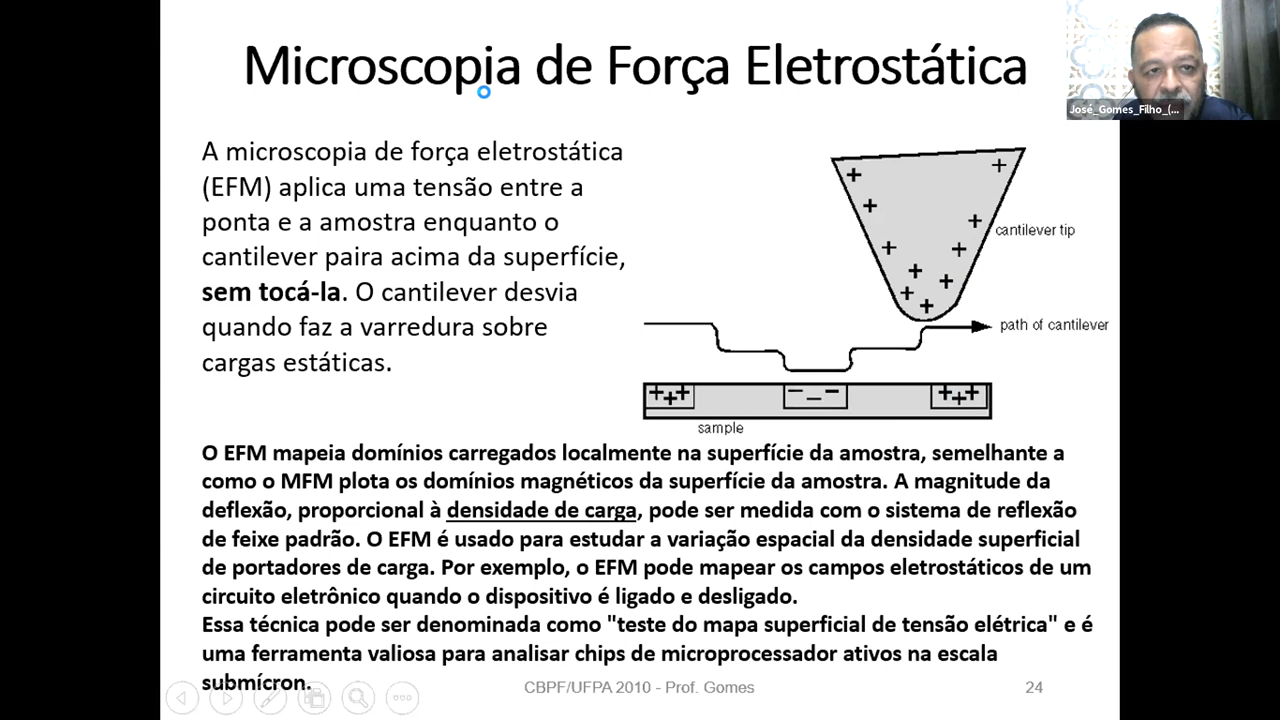 Microscopia de Força Eletrostática
José_Gomes_Filho_(...
A microscopia de força eletrostática
(EFM) aplica uma tensão entre a
ponta e a amostra enquanto o
cantilever paira acima da superfície,
sem tocá-la. O cantilever desvia
quando faz a varredura sobre
cargas estáticas.
cantilever tip
path of cantilever
sample
O EFM mapeia domínios carregados localmente na superfície da amostra, semelhante a
como o MFM plota os domínios magnéticos da superfície da amostra. A magnitude da
deflexão, proporcional à densidade de carga, pode ser medida com o sistema de reflexão
de feixe padrão. O EFM é usado para estudar a variação espacial da densidade superficial
de portadores de carga. Por exemplo, o EFM pode mapear os campos eletrostáticos de um
circuito eletrônico quando o dispositivo é ligado e desligado.
Essa técnica pode ser denominada como "teste do mapa superficial de tensão elétrica" e é
uma ferramenta valiosa para analisar chips de microprocessador ativos na escala
submícron.
CBPF/UFPA 2010 - Prof. Gomes
24